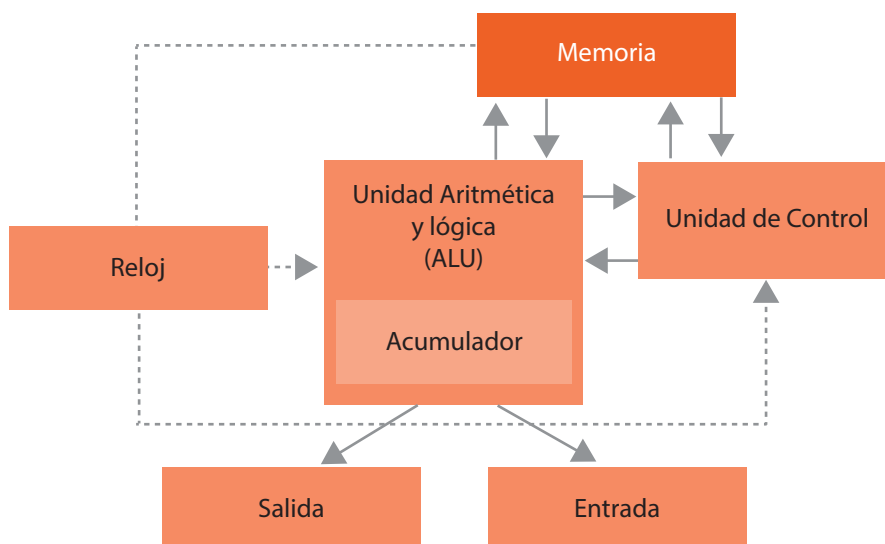 Memoria
Unidad Aritmética
y lógica
(ALU)
Unidad de Control
Reloj
Acumulador
Salida
Entrada